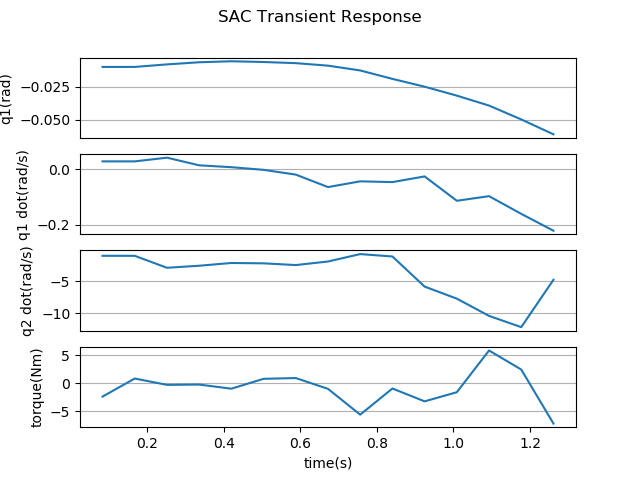 SAC Transient Response
q1(rad)
−0.025
−0.050
q1 dot(rad/s)
0.0
−0.2
q2 dot(rad/s)
−5
−10
torque(Nm)
5
0
−5
0.2 0.4 0.6 0.8 1.0 1.2
time(s)